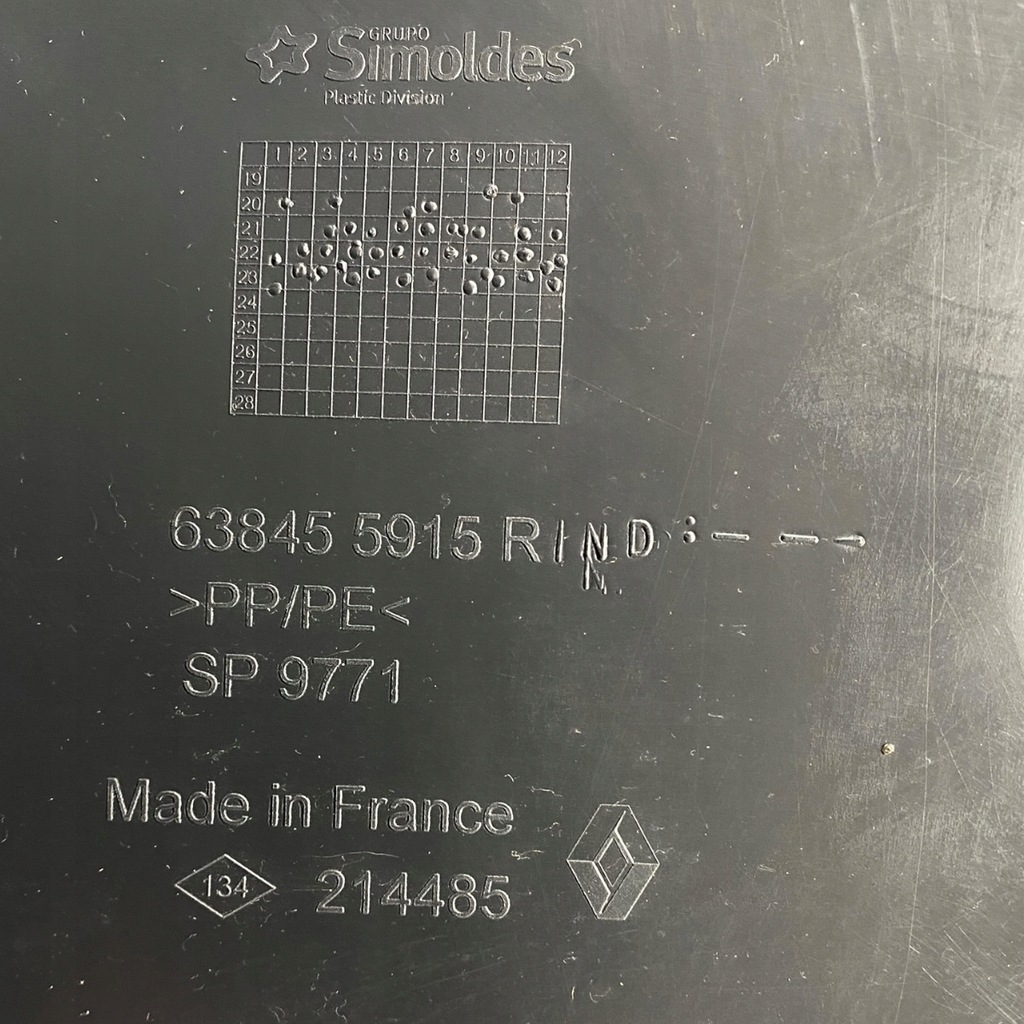 GRUPO
Simoldes
Plastic Division
1 2 3 4 5 6 7 8 9 10 11 12
19
20
21
22
23
24
25
26
27
28
63845 5915 R IND : - - -
N.
>PP/PE<
SP 9771
Made in France
134 214485